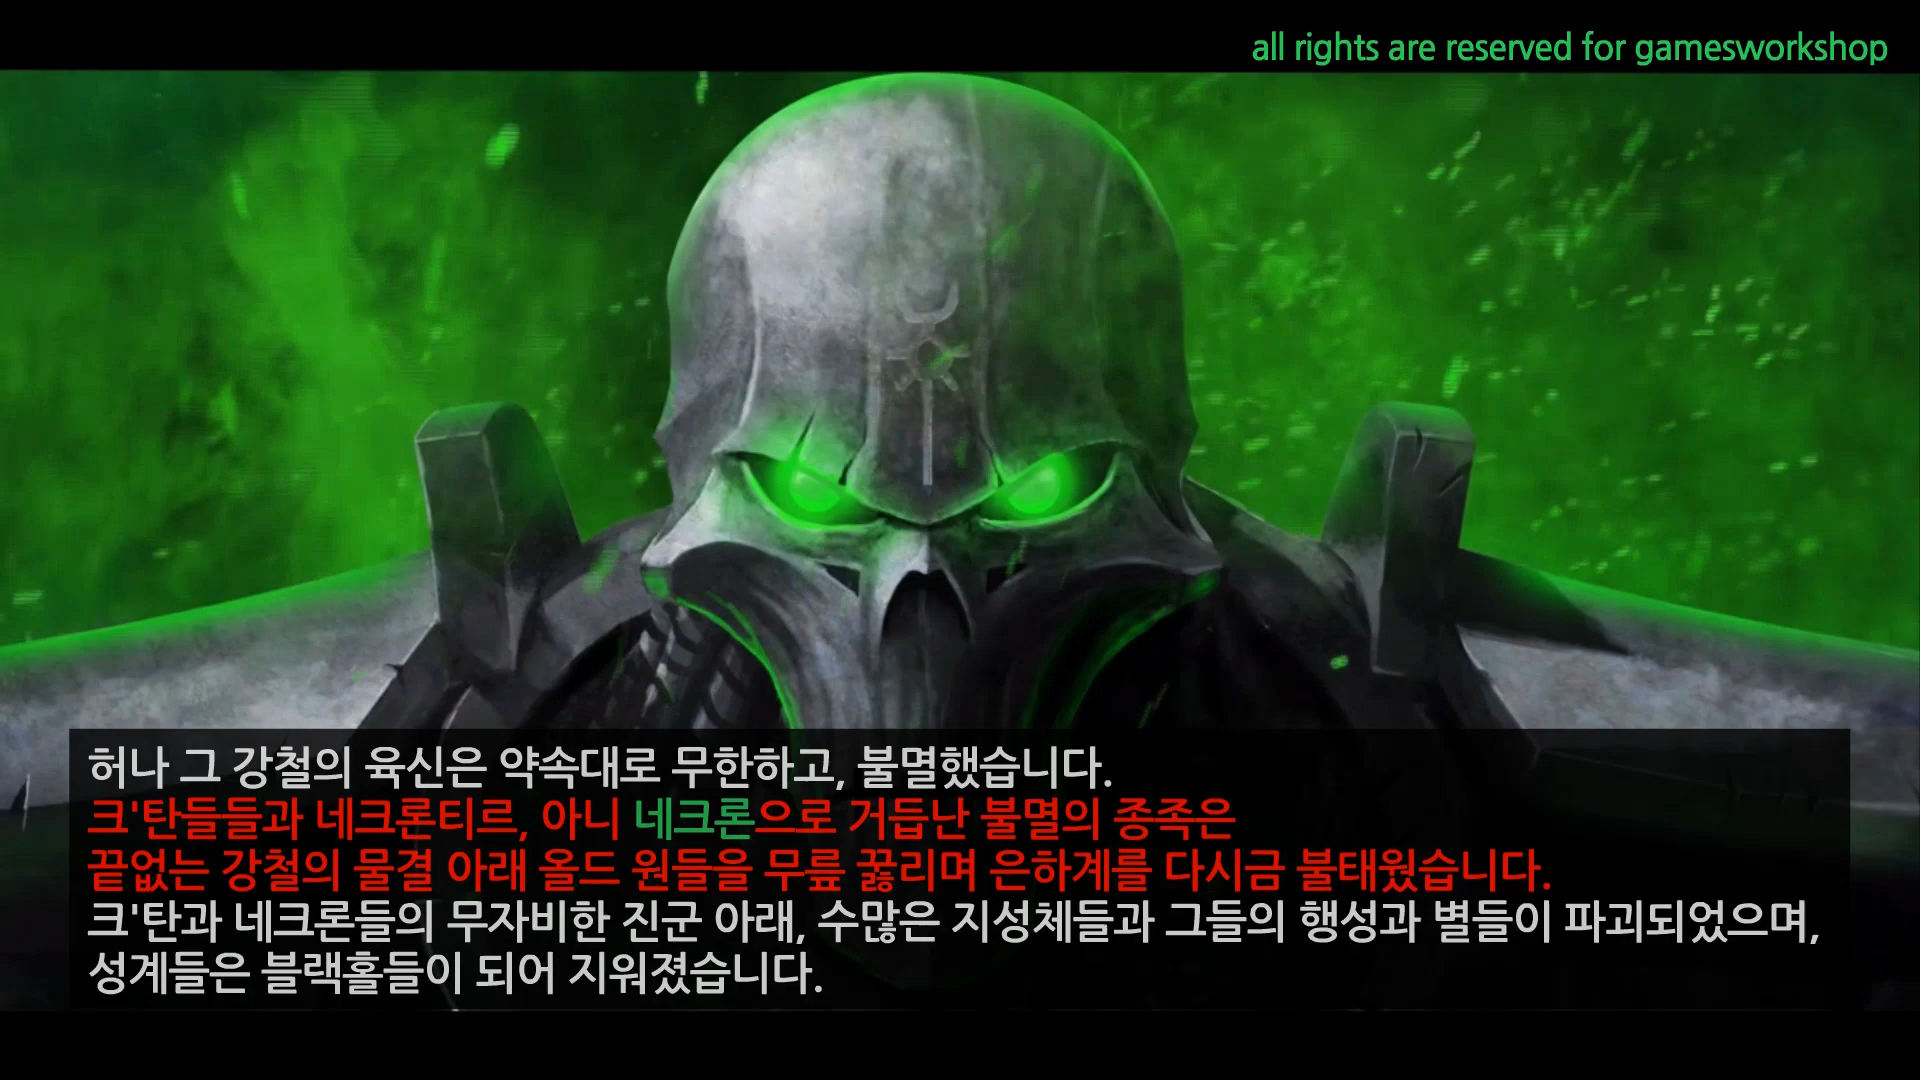 all rights are reserved for gamesworkshop
허나 그 강철의 육신은 약속대로 무한하고, 불멸했습니다.
크'탄들들과 네크론티르, 아니 네크론으로 거듭난 불멸의 종족은
끝없는 강철의 물결 아래 올드 원들을 무릎 꿇리며 은하계를 다시금 불태웠습니다.
크'탄과 네크론들의 무자비한 진군 아래, 수많은 지성체들과 그들의 행성과 별들이 파괴되었으며,
성계들은 블랙홀들이 되어 지워졌습니다.